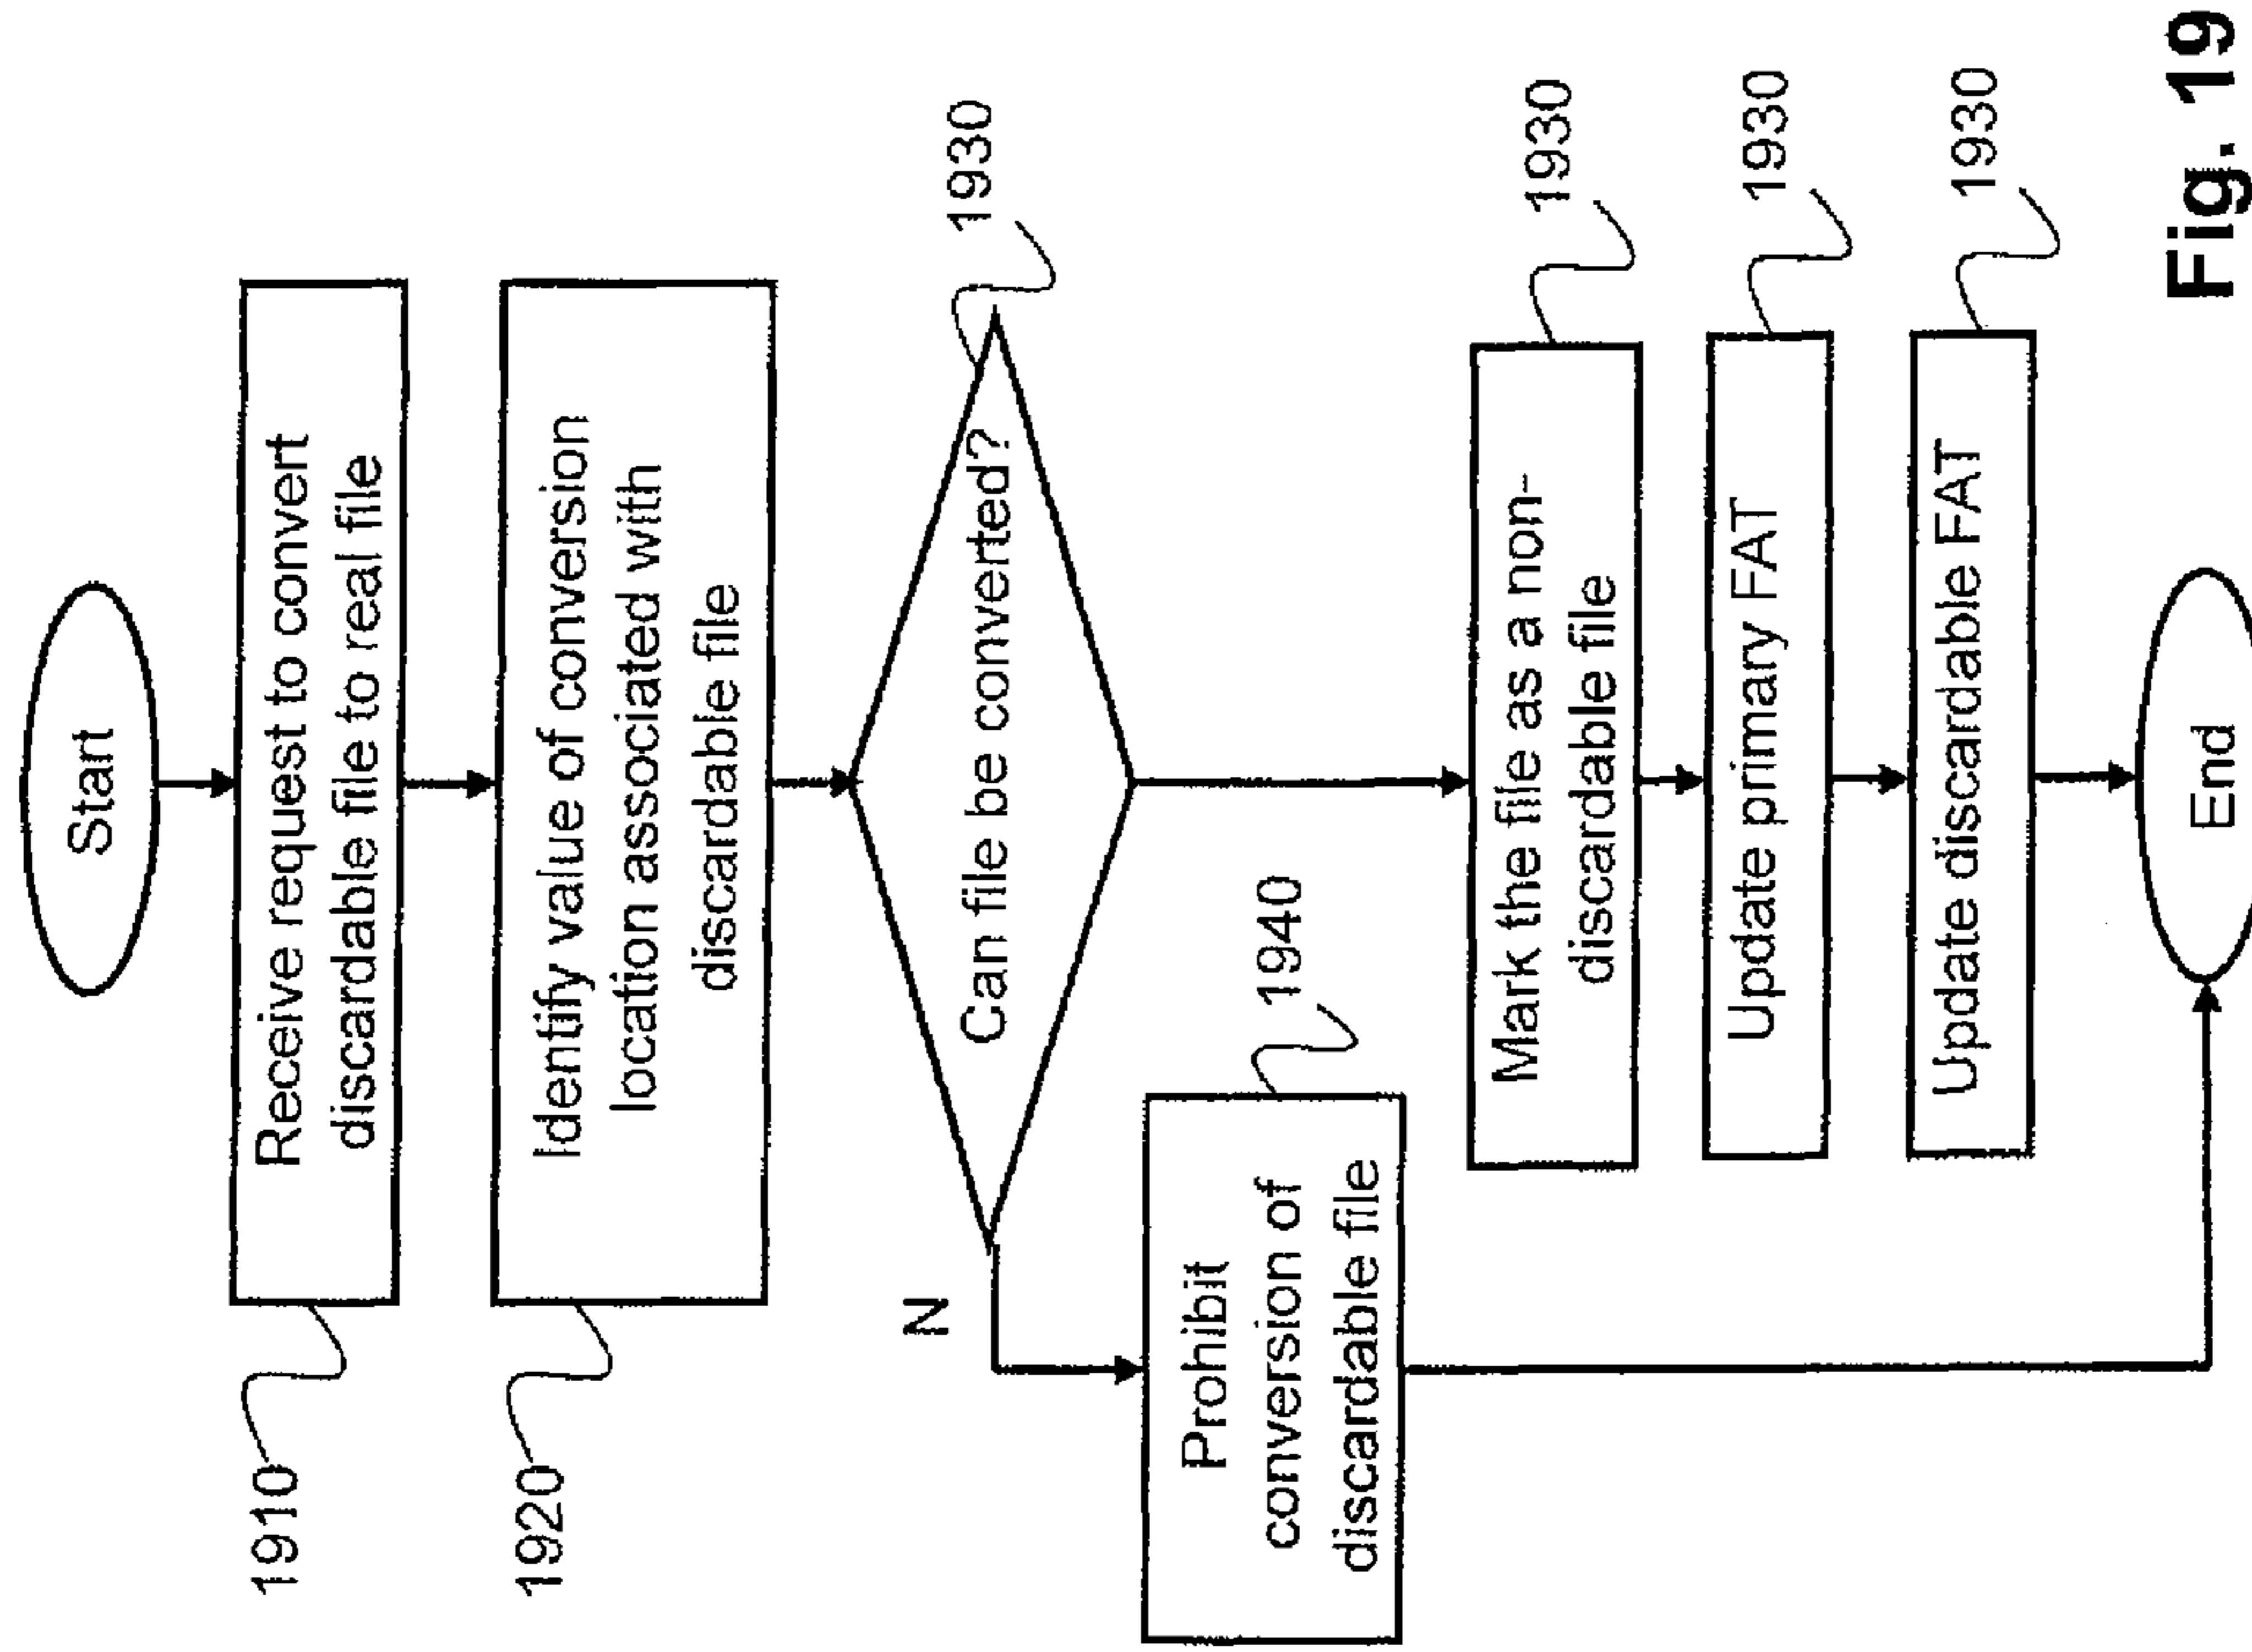 Start
1910
Receive request to convert
discardable file to real file
1920
Identify value of conversion
location associated with
discardable file
1930
Can file be converted?
N
1940
Prohibit
conversion of
discardable file
1930
Mark the file as a non-
discardable file
1930
Update primary FAT
1930
Update discardable FAT
End
Fig. 19